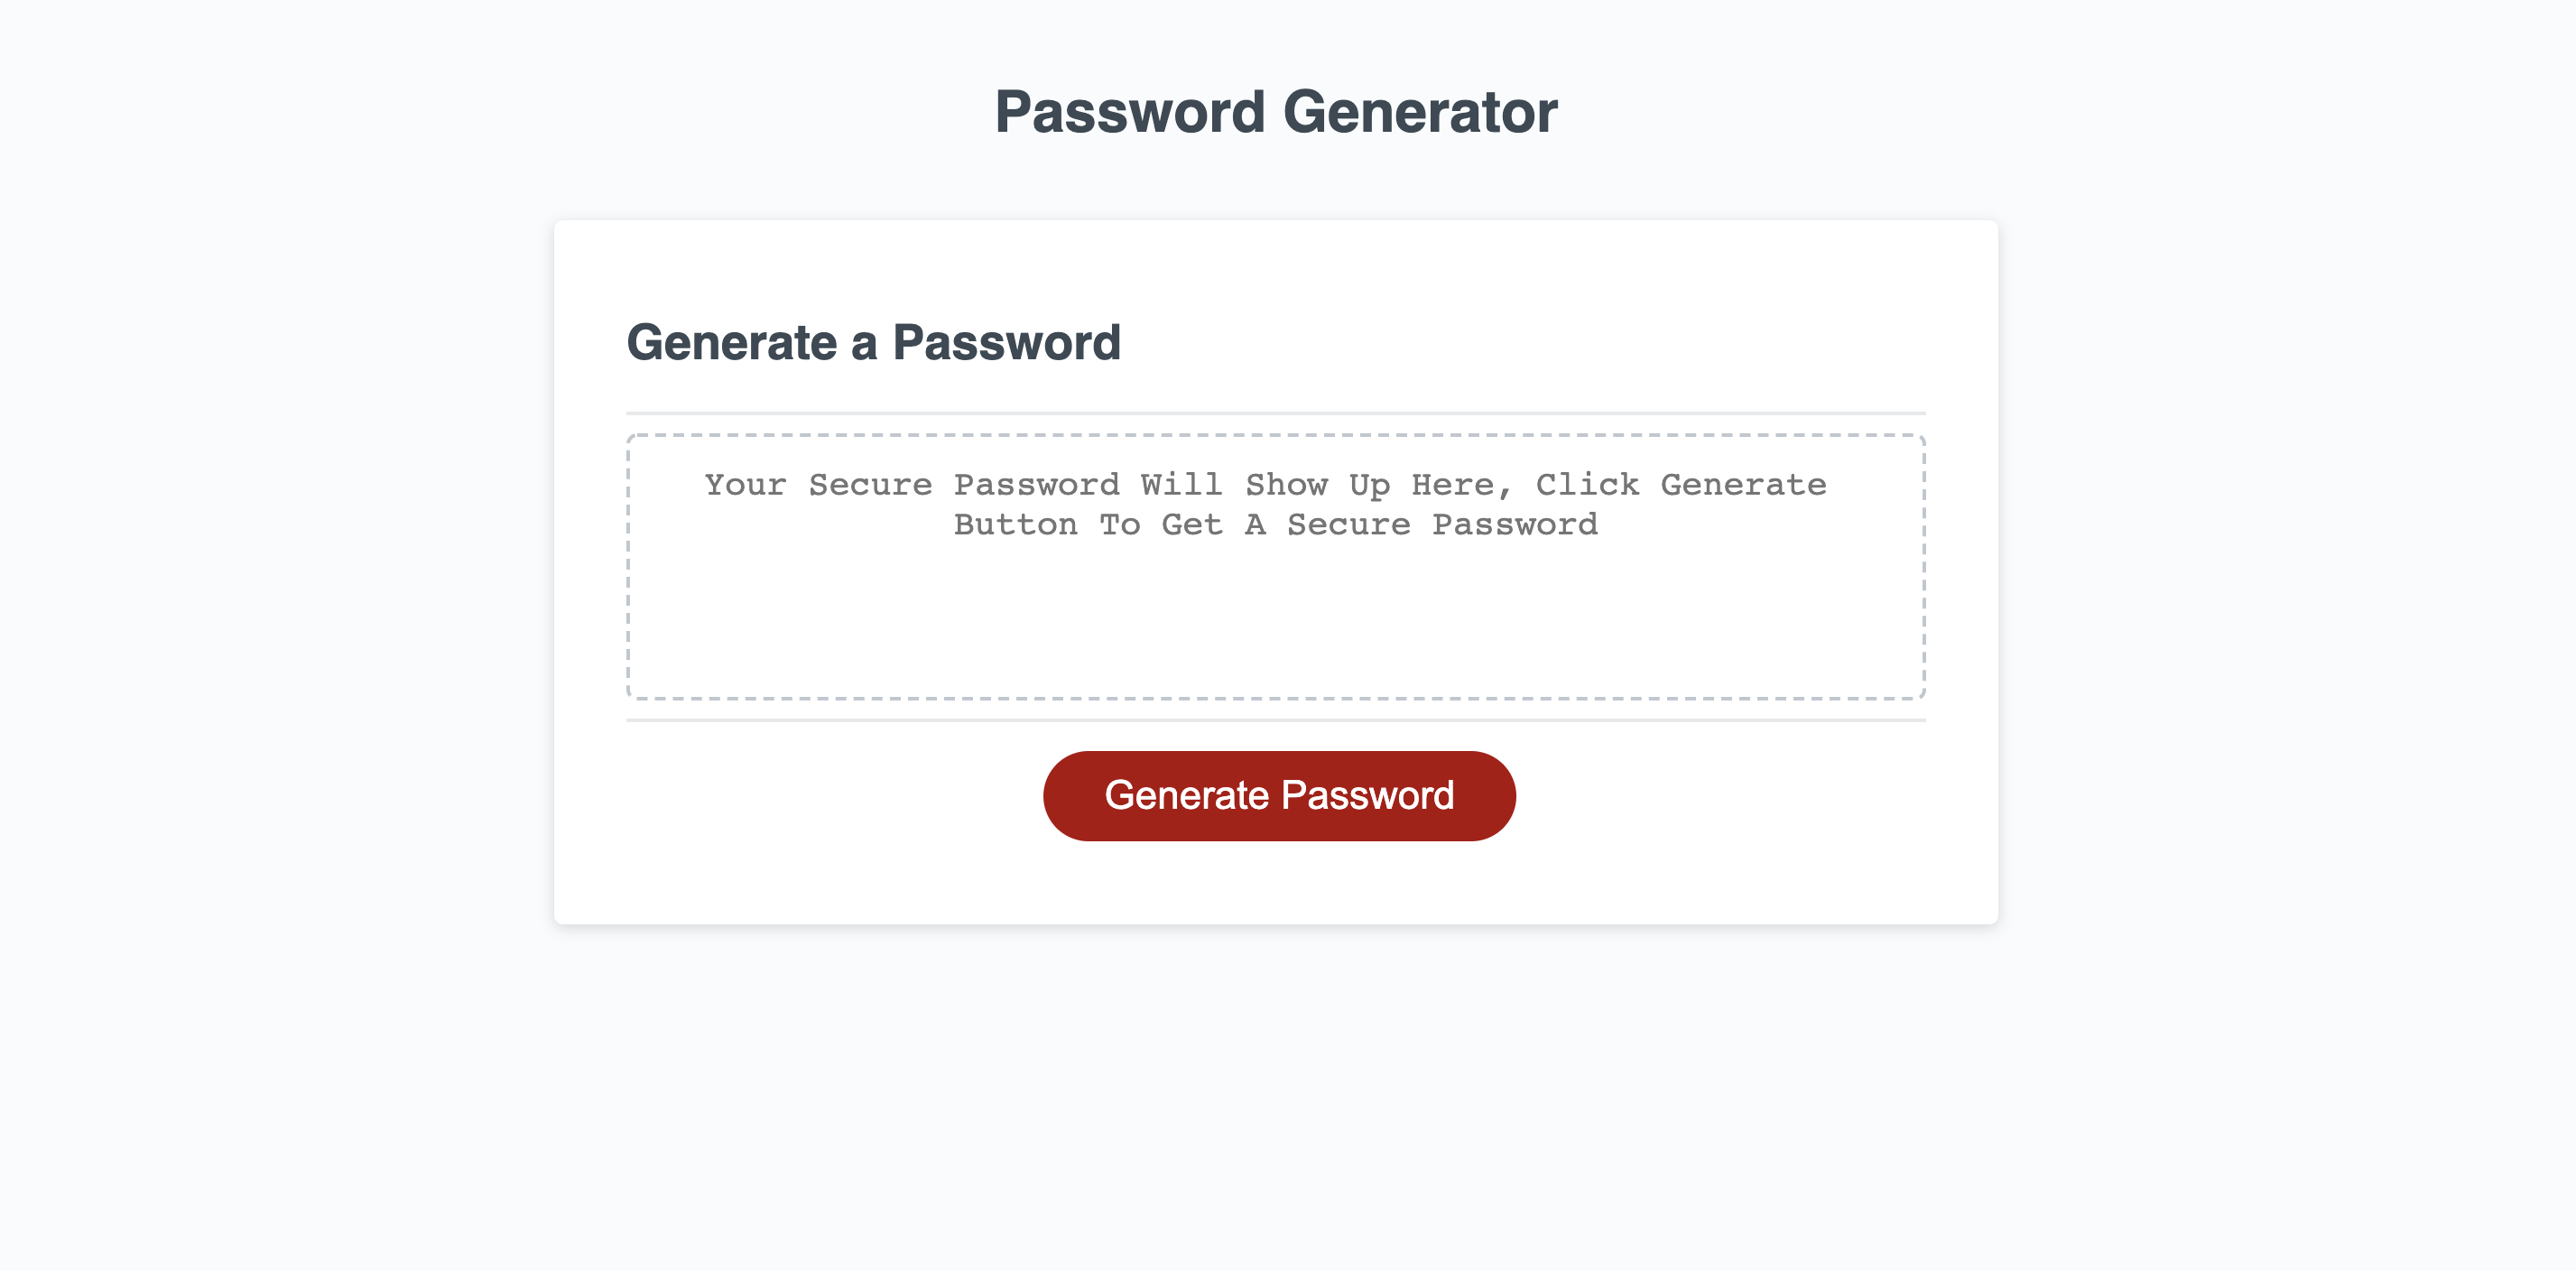 Password Generator
Generate a Password
Your Secure Password Will Show Up Here, Click Generate
Button To Get A Secure Password
Generate Password